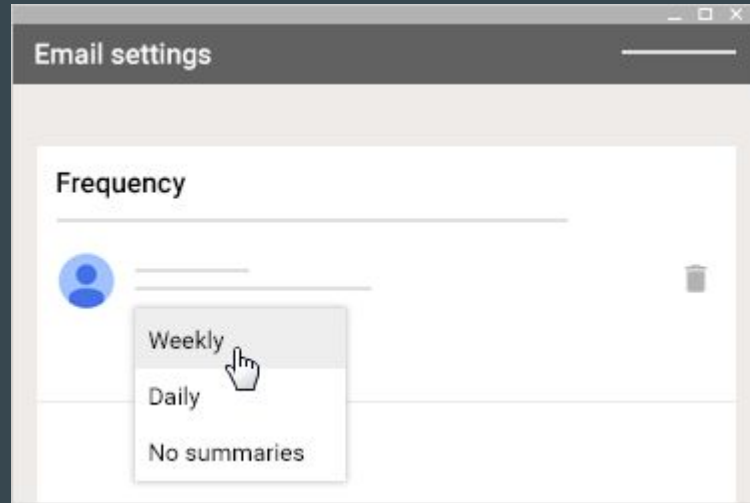 Email settings
Frequency
Weekly
Daily
No summaries